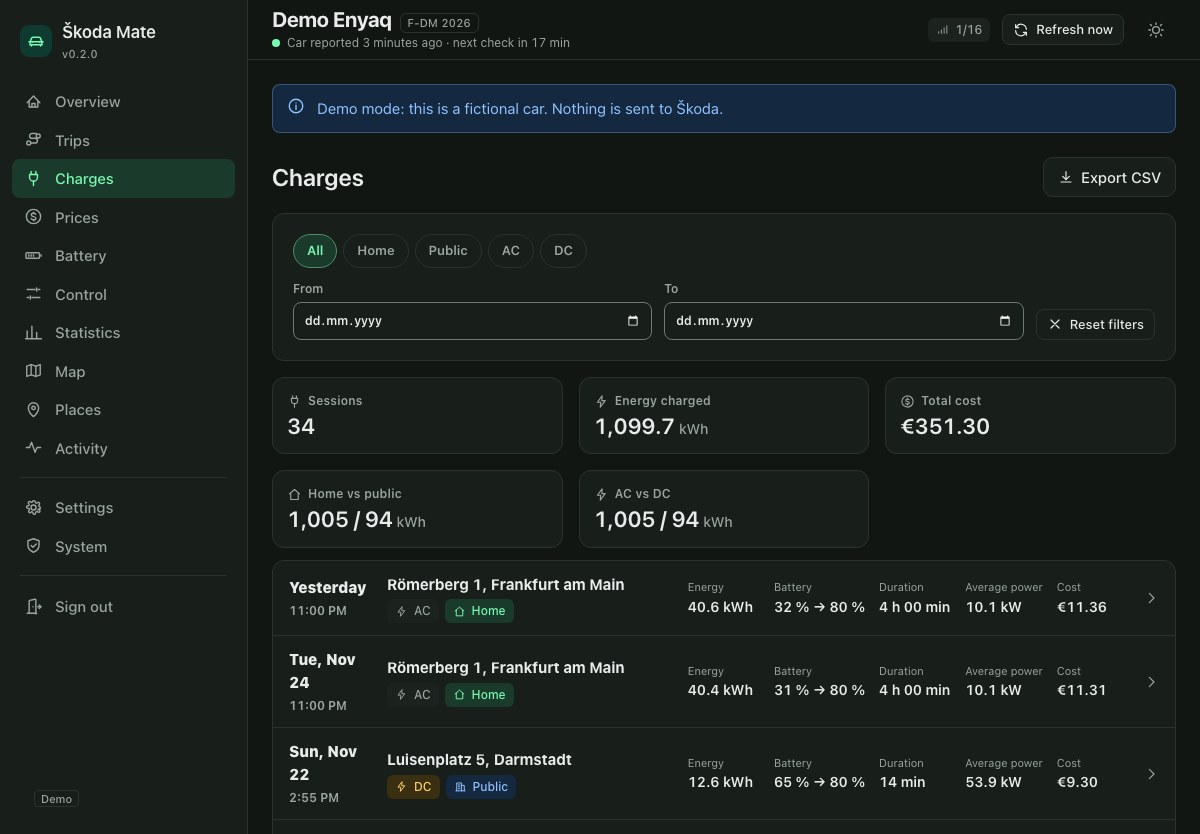 Škoda Mate
v0.2.0
Overview
Trips
Charges
Prices
Battery
Control
Statistics
Map
Places
Activity
Settings
System
Sign out
Demo
Demo Enyaq F-DM 2026
Car reported 3 minutes ago · next check in 17 min
1/16
Refresh now
Demo mode: this is a fictional car. Nothing is sent to Škoda.
Charges
Export CSV
All Home Public AC DC
From
dd.mm.yyyy
To
dd.mm.yyyy
Reset filters
Sessions
34
Energy charged
1,099.7 kWh
Total cost
€351.30
Home vs public
1,005 / 94 kWh
AC vs DC
1,005 / 94 kWh
Yesterday
11:00 PM
Römerberg 1, Frankfurt am Main
AC Home
Energy
40.6 kWh
Battery
32 % → 80 %
Duration
4 h 00 min
Average power
10.1 kW
Cost
€11.36
Tue, Nov
24
11:00 PM
Römerberg 1, Frankfurt am Main
AC Home
Energy
40.4 kWh
Battery
31 % → 80 %
Duration
4 h 00 min
Average power
10.1 kW
Cost
€11.31
Sun, Nov
22
2:55 PM
Luisenplatz 5, Darmstadt
DC Public
Energy
12.6 kWh
Battery
65 % → 80 %
Duration
14 min
Average power
53.9 kW
Cost
€9.30